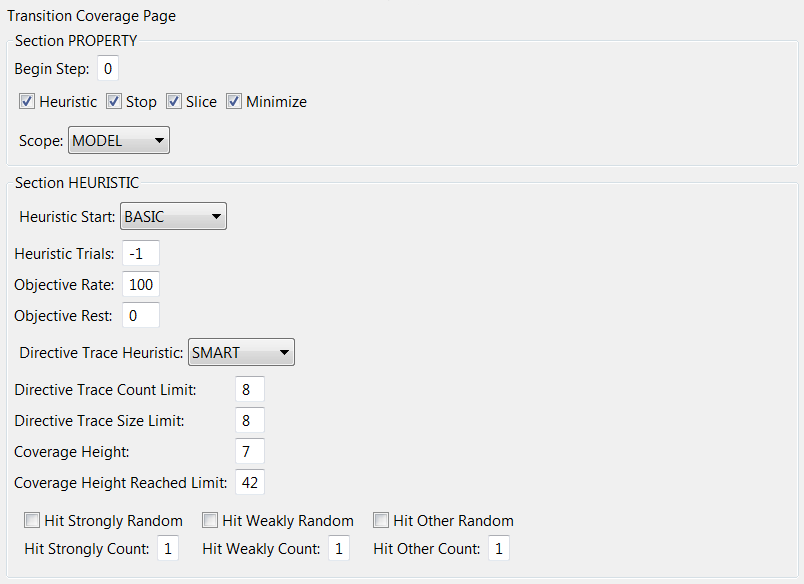 Transition Coverage Page
Section PROPERTY
Begin Step: 0
Heuristic Stop Slice Minimize
Scope: MODEL
Section HEURISTIC
Heuristic Start: BASIC
Heuristic Trials: -1
Objective Rate: 100
Objective Rest: 0
Directive Trace Heuristic: SMART
Directive Trace Count Limit: 8
Directive Trace Size Limit: 8
Coverage Height: 7
Coverage Height Reached Limit: 42
Hit Strongly Random Hit Weakly Random Hit Other Random
Hit Strongly Count: 1 Hit Weakly Count: 1 Hit Other Count: 1